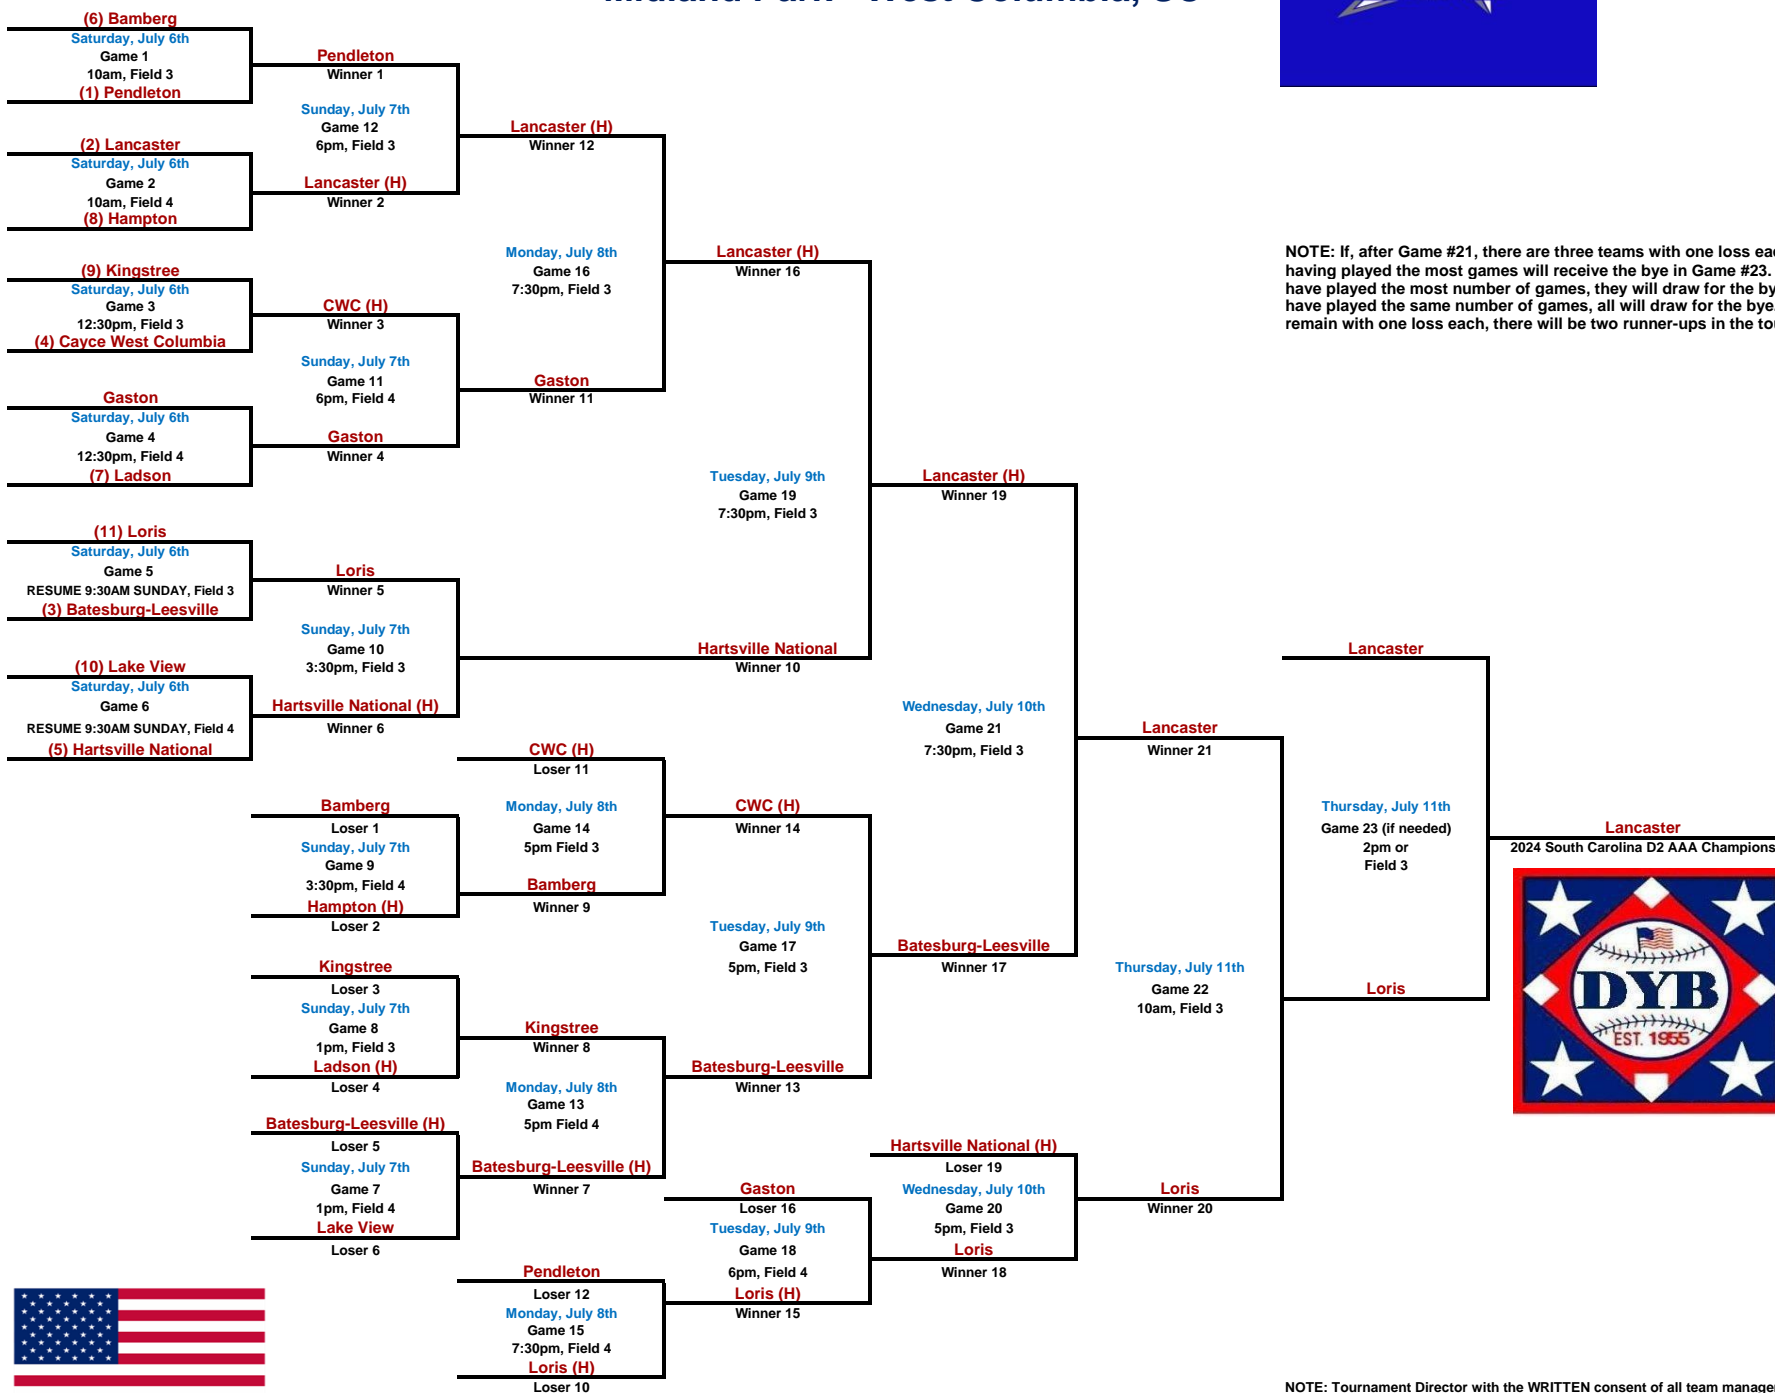 (6) Bamberg
Saturday, July 6th
Game 1
10am, Field 3
(1) Pendleton
(2) Lancaster
Saturday, July 6th
Game 2
10am, Field 4
(8) Hampton
(9) Kingstree
Saturday, July 6th
Game 3
12:30pm, Field 3
(4) Cayce West Columbia
Gaston
Saturday, July 6th
Game 4
12:30pm, Field 4
(7) Ladson
(11) Loris
Saturday, July 6th
Game 5
RESUME 9:30AM SUNDAY, Field 3
(3) Batesburg-Leesville
(10) Lake View
Saturday, July 6th
Game 6
RESUME 9:30AM SUNDAY, Field 4
(5) Hartsville National
Pendleton
Winner 1
Sunday, July 7th
Game 12
6pm, Field 3
Lancaster (H)
Winner 2
CWC (H)
Winner 3
Sunday, July 7th
Game 11
6pm, Field 4
Gaston
Winner 4
Loris
Winner 5
Sunday, July 7th
Game 10
3:30pm, Field 3
Hartsville National (H)
Winner 6
Bamberg
Loser 1
Sunday, July 7th
Game 9
3:30pm, Field 4
Hampton (H)
Loser 2
Kingstree
Loser 3
Sunday, July 7th
Game 8
1pm, Field 3
Ladson (H)
Loser 4
Batesburg-Leesville (H)
Loser 5
Sunday, July 7th
Game 7
1pm, Field 4
Lake View
Loser 6
Lancaster (H)
Winner 12
Monday, July 8th
Game 16
7:30pm, Field 3
Gaston
Winner 11
CWC (H)
Loser 11
Monday, July 8th
Game 14
5pm Field 3
Bamberg
Winner 9
Kingstree
Winner 8
Monday, July 8th
Game 13
5pm Field 4
Batesburg-Leesville (H)
Winner 7
Pendleton
Loser 12
Monday, July 8th
Game 15
7:30pm, Field 4
Loris (H)
Loser 10
Lancaster (H)
Winner 16
Tuesday, July 9th
Game 19
7:30pm, Field 3
Hartsville National
Winner 10
CWC (H)
Winner 14
Tuesday, July 9th
Game 17
5pm, Field 3
Batesburg-Leesville
Winner 13
Gaston
Loser 16
Tuesday, July 9th
Game 18
6pm, Field 4
Loris (H)
Winner 15
Lancaster (H)
Winner 19
Wednesday, July 10th
Game 21
7:30pm, Field 3
Batesburg-Leesville
Winner 17
Hartsville National (H)
Loser 19
Wednesday, July 10th
Game 20
5pm, Field 3
Loris
Winner 18
Lancaster
Winner 21
Thursday, July 11th
Game 22
10am, Field 3
Loris
Winner 20
Lancaster
Thursday, July 11th
Game 23 (if needed)
2pm or
Field 3
Loris
Lancaster
2024 South Carolina D2 AAA Champions
DYB
EST. 1955
NOTE: If, after Game #21, there are three teams with one loss
having played the most games will receive the bye in Game #23.
have played the most number of games, they will draw for the
have played the same number of games, all will draw for the bye
remain with one loss each, there will be two runner-ups in the
NOTE: Tournament Director with the WRITTEN consent of all team